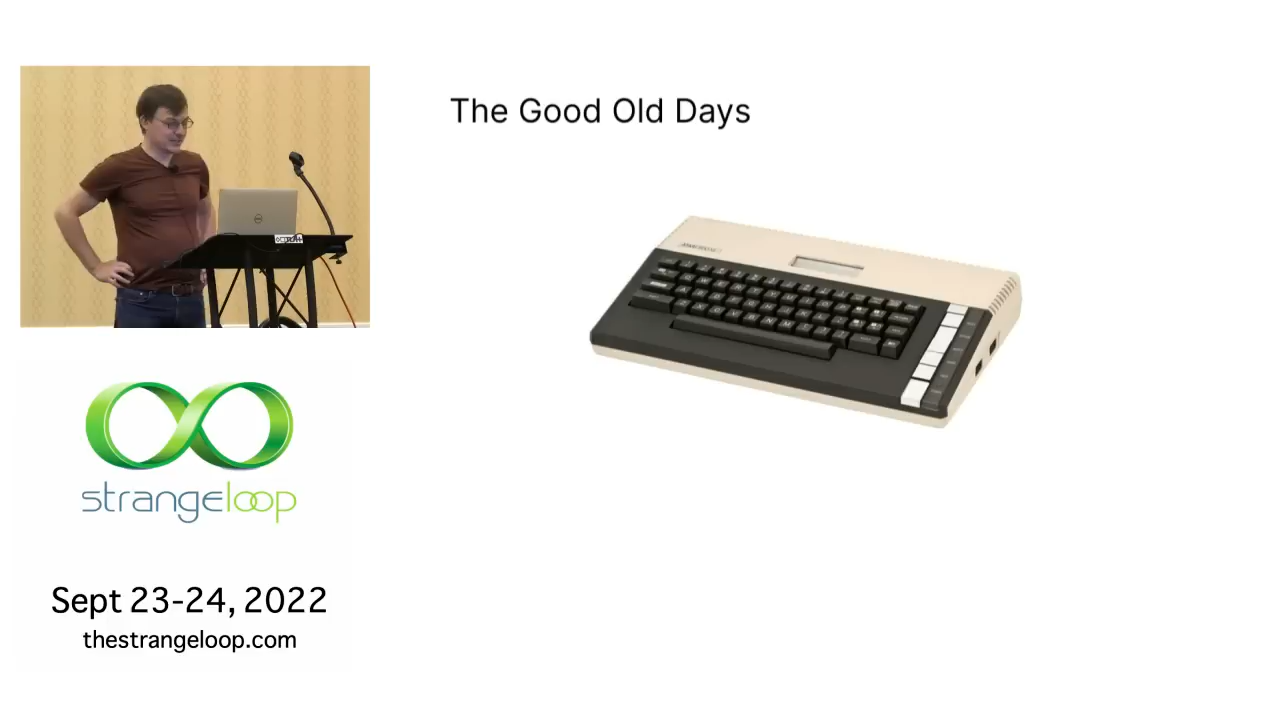 The Good Old Days
strangeloop
Sept 23-24, 2022
thestrangeloop.com